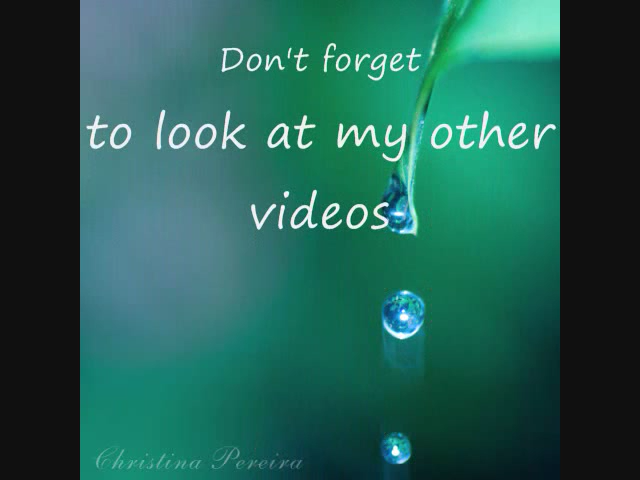 Don't forget
to look at my other
videos
Christina Pereira